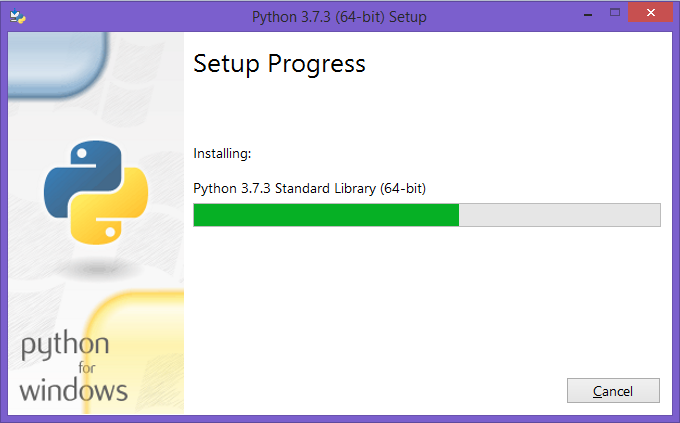 Python 3.7.3 (64-bit) Setup
Setup Progress
Installing:
Python 3.7.3 Standard Library (64-bit)
python
for
windows
Cancel